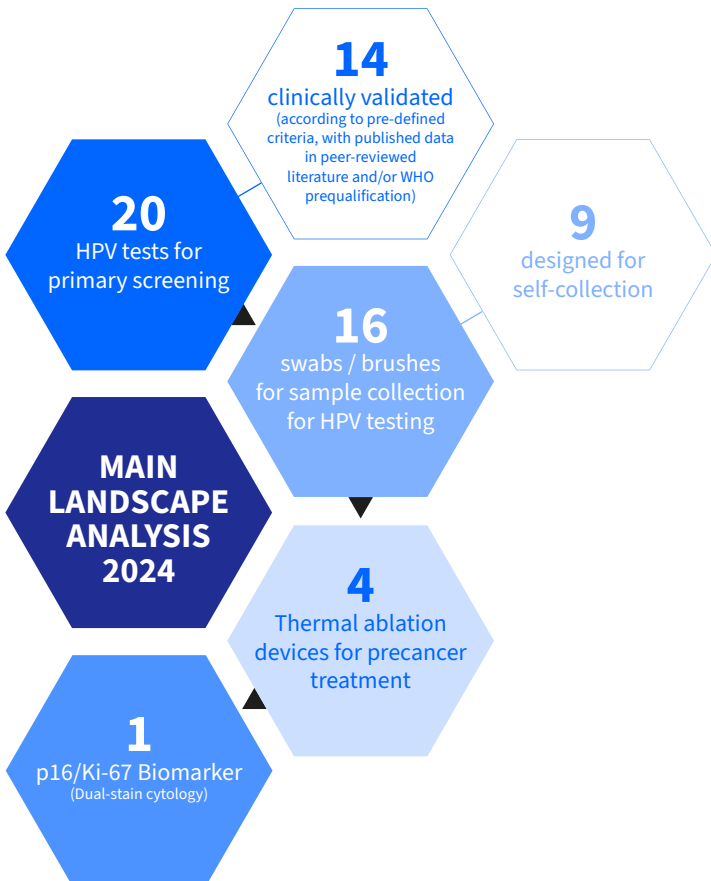 14
clinically validated
(according to pre-defined
criteria, with published data
in peer-reviewed
literature and/or WHO
prequalification)
20
HPV tests for
primary screening
9
designed for
self-collection
16
swabs / brushes
for sample collection
for HPV testing
MAIN
LANDSCAPE
ANALYSIS
2024
4
Thermal ablation
devices for precancer
treatment
1
p16/Ki-67 Biomarker
(Dual-stain cytology)